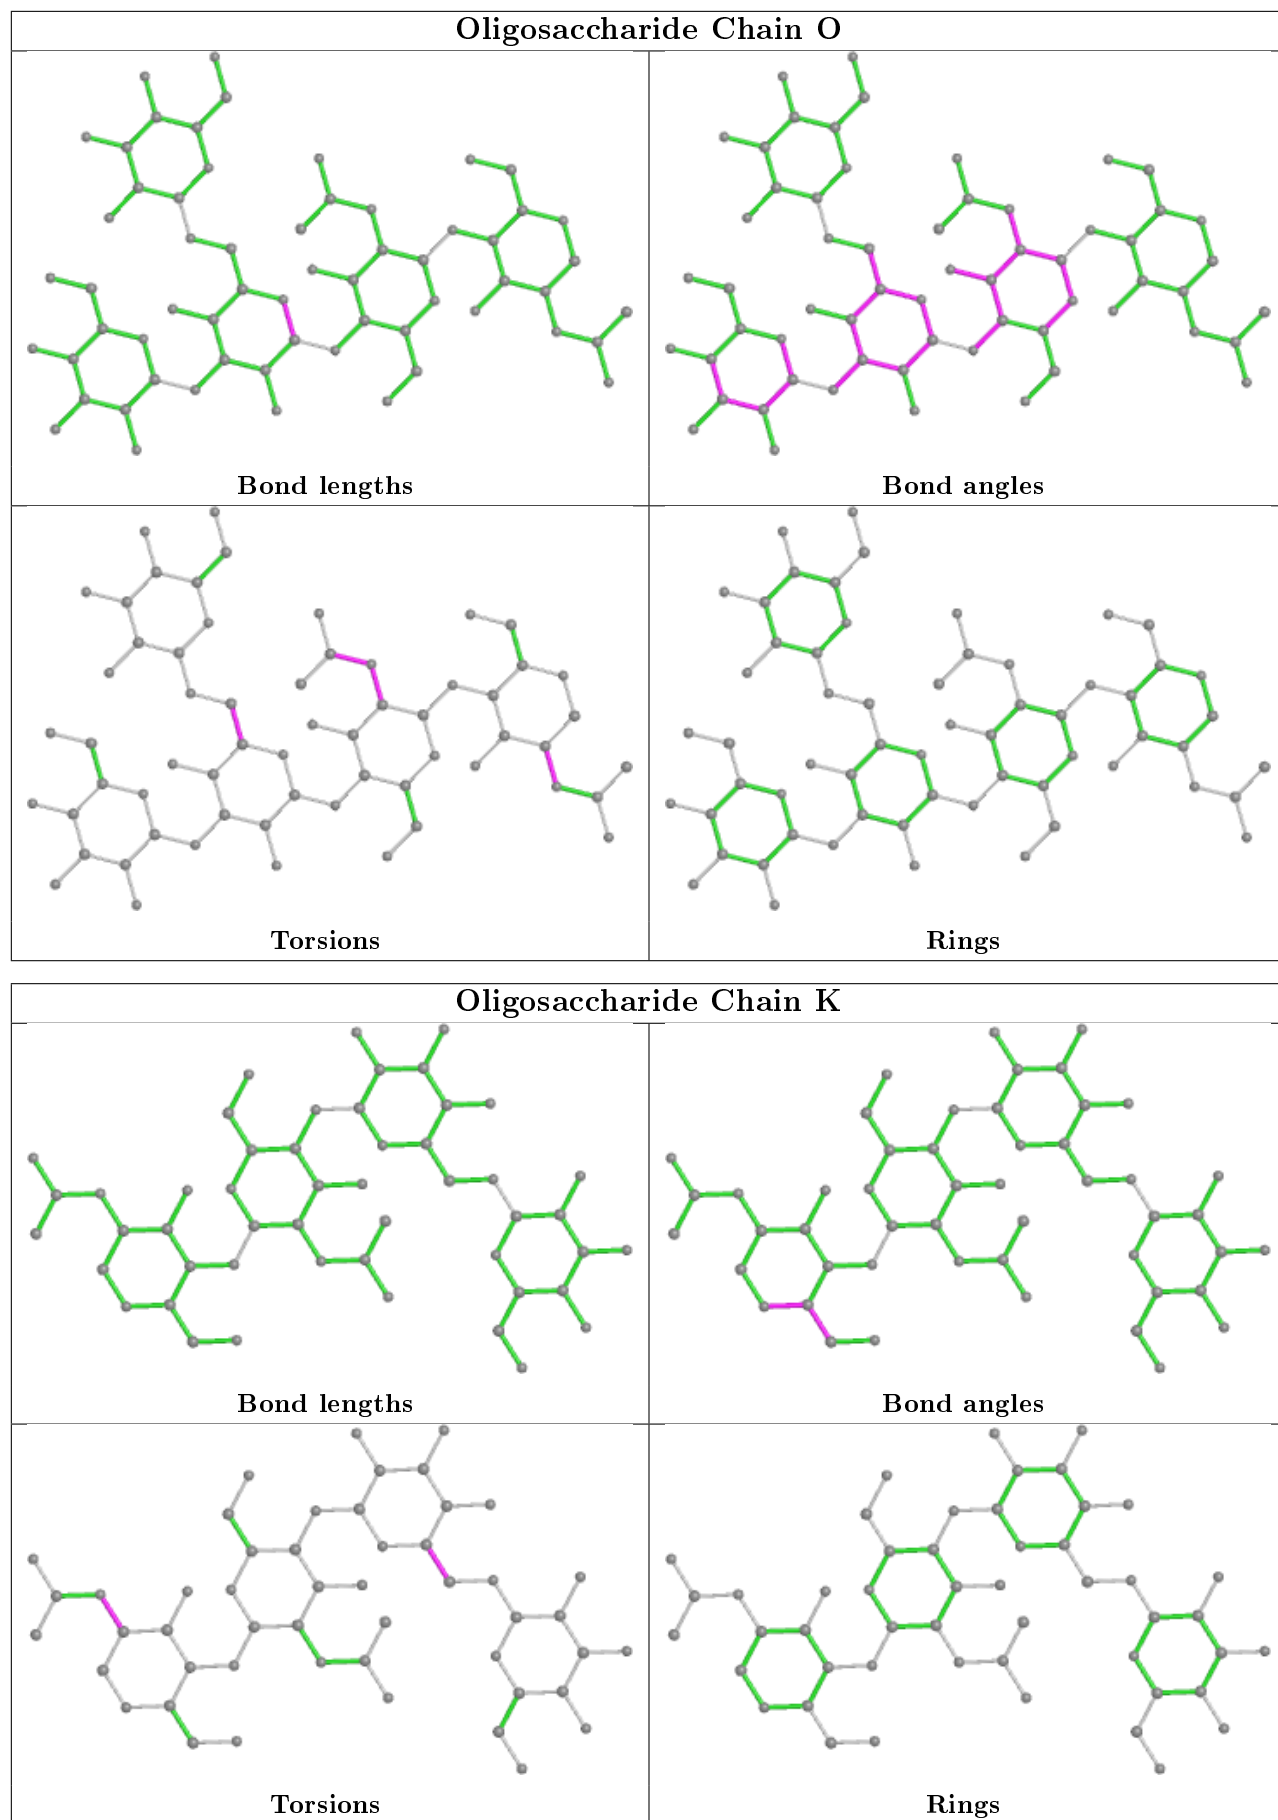 Oligosaccharide Chain O
Bond lengths
Bond angles
Torsions
Rings
Oligosaccharide Chain K
Bond lengths
Bond angles
Torsions
Rings